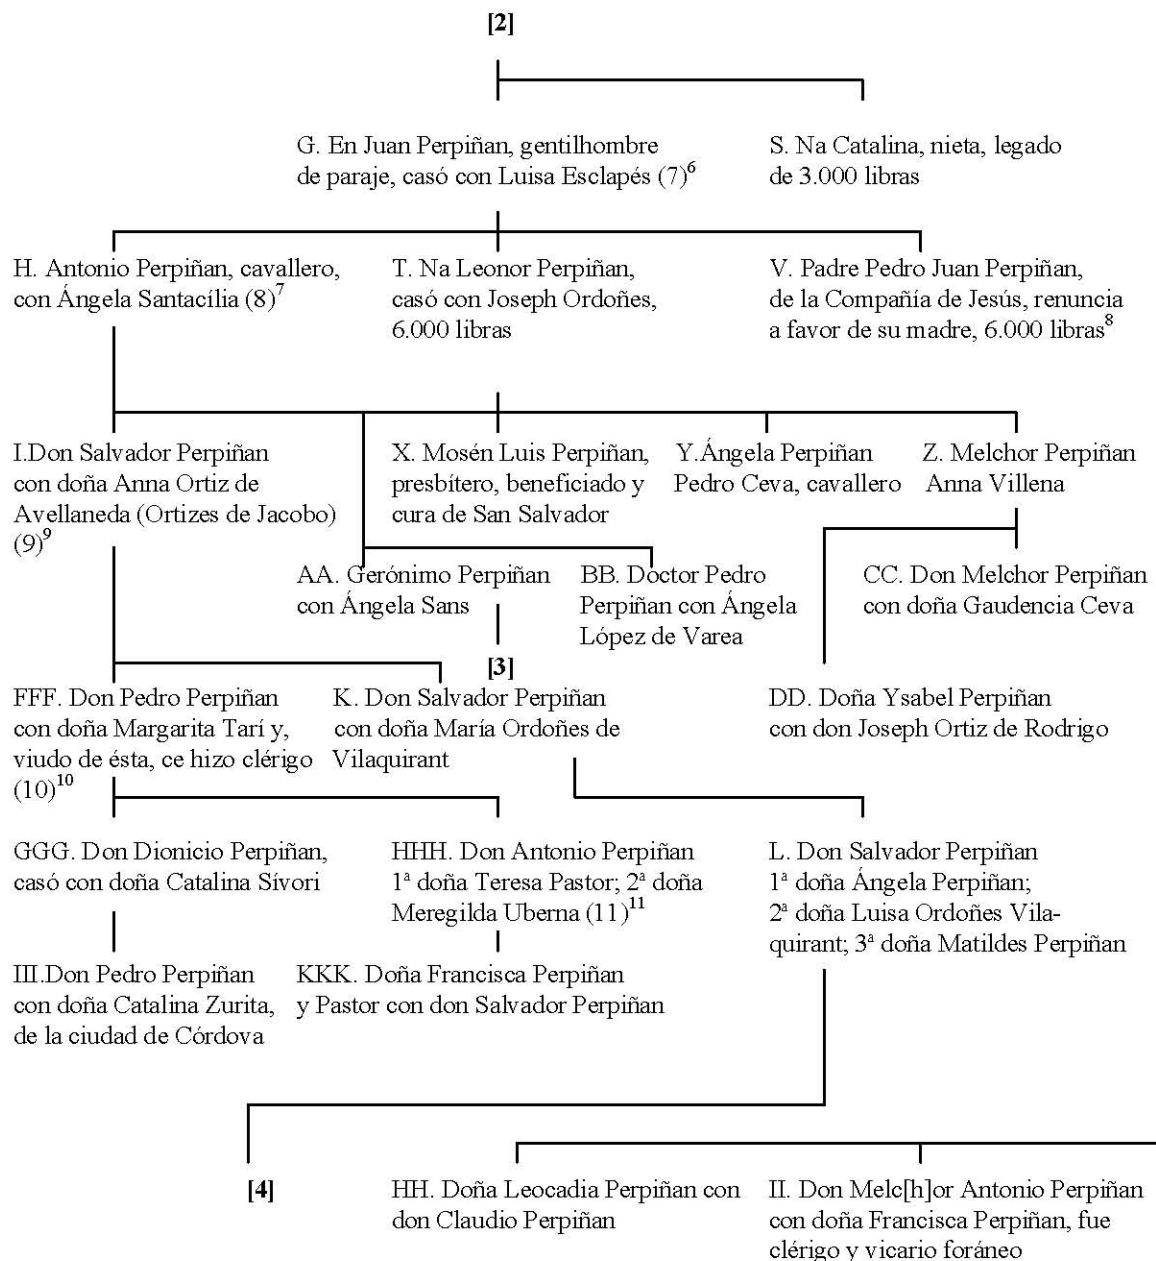 [2]
G. En Juan Perpiñan, gentilhombre
de paraje, casó con Luisa Esclapés (7)⁶
S. Na Catalina, nieta, legado
de 3.000 libras
H. Antonio Perpiñan, cavallero,
con Ángela Santacília (8)⁷
T. Na Leonor Perpiñan,
casó con Joseph Ordoñes,
6.000 libras
V. Padre Pedro Juan Perpiñan,
de la Compañía de Jesús, renuncia
a favor de su madre, 6.000 libras⁸
I.Don Salvador Perpiñan
con doña Anna Ortiz de
Avellaneda (Ortizes de Jacobo)
(9)⁹
X. Mosén Luis Perpiñan,
presbítero, beneficiado y
cura de San Salvador
Y.Ángela Perpiñan
Pedro Ceva, cavallero
Z. Melchor Perpiñan
Anna Villena
AA. Gerónimo Perpiñan
con Ángela Sans
BB. Doctor Pedro
Perpiñan con Ángela
López de Varea
CC. Don Melchor Perpiñan
con doña Gaudencia Ceva
[3]
FFF. Don Pedro Perpiñan
con doña Margarita Tarí y,
viudo de ésta, ce hizo clérigo
(10)¹⁰
K. Don Salvador Perpiñan
con doña María Ordoñes de
Vilaquirant
DD. Doña Ysabel Perpiñan
con don Joseph Ortiz de Rodrigo
GGG. Don Dionicio Perpiñan,
casó con doña Catalina Sívori
HHH. Don Antonio Perpiñan
1ª doña Teresa Pastor; 2ª doña
Meregilda Uberna (11)¹¹
L. Don Salvador Perpiñan
1ª doña Ángela Perpiñan;
2ª doña Luisa Ordoñes Vila-
quirant; 3ª doña Matildes Perpiñan
III.Don Pedro Perpiñan
con doña Catalina Zurita,
de la ciudad de Córdova
KKK. Doña Francisca Perpiñan
y Pastor con don Salvador Perpiñan
[4]
HH. Doña Leocadia Perpiñan con
don Claudio Perpiñan
II. Don Melc[h]or Antonio Perpiñan
con doña Francisca Perpiñan, fue
clérigo y vicario foráneo